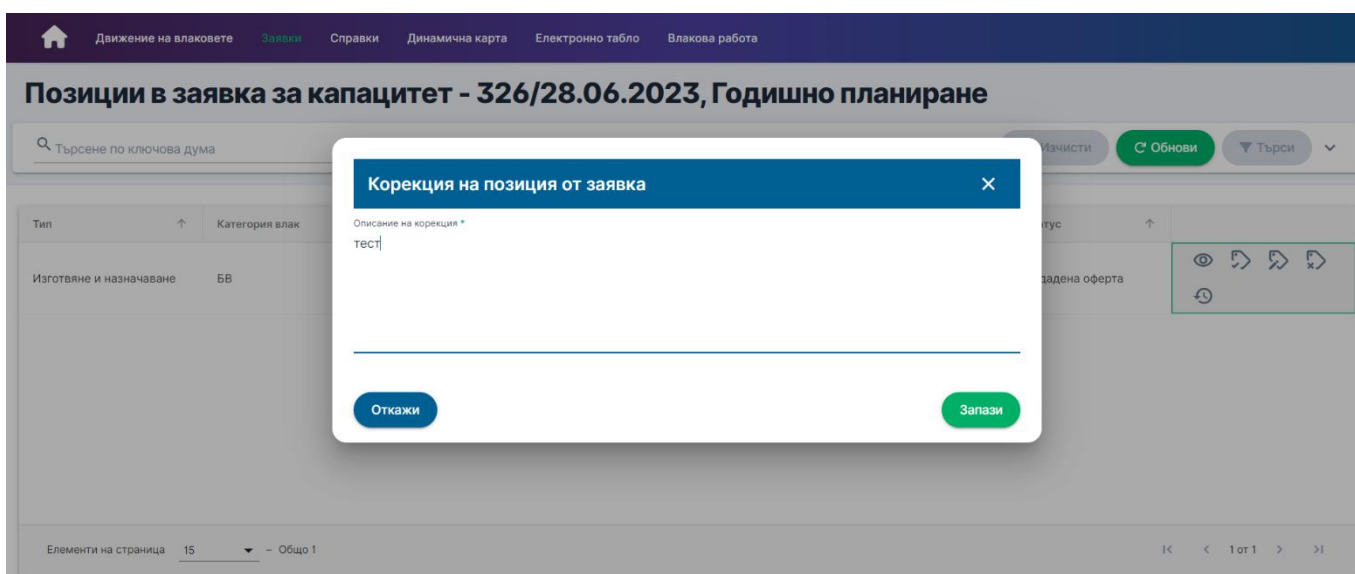 Движение на влаковете Заявки Справки Динамична карта Електронно табло Влакова работа
Позиции в заявка за капацитет - 326/28.06.2023, Годишно планиране
Търсене по ключова дума Изчисти Обнови Търси
Корекция на позиция от заявка
Тип Категория влак Описание на корекция *
тест
Изготвяне и назначаване БВ оферта
Откажи Запази
Елементи на страница 15 – Общо 1 1 от 1